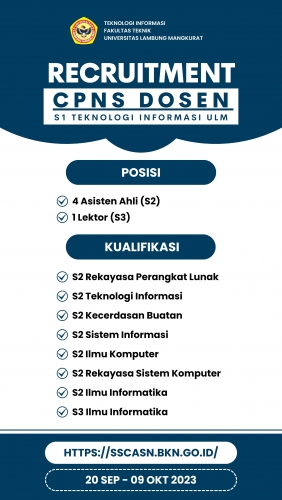 TEKNOLOGI INFORMASI
FAKULTAS TEKNIK
UNIVERSITAS LAMBUNG MANGKURAT
RECRUITMENT
CPNS DOSEN
S1 TEKNOLOGI INFORMASI ULM
POSISI
4 Asisten Ahli (S2)
1 Lektor (S3)
KUALIFIKASI
S2 Rekayasa Perangkat Lunak
S2 Teknologi Informasi
S2 Kecerdasan Buatan
S2 Sistem Informasi
S2 Ilmu Komputer
S2 Rekayasa Sistem Komputer
S2 Ilmu Informatika
S3 Ilmu Informatika
HTTPS://SSCASN.BKN.GO.ID/
20 SEP - 09 OKT 2023